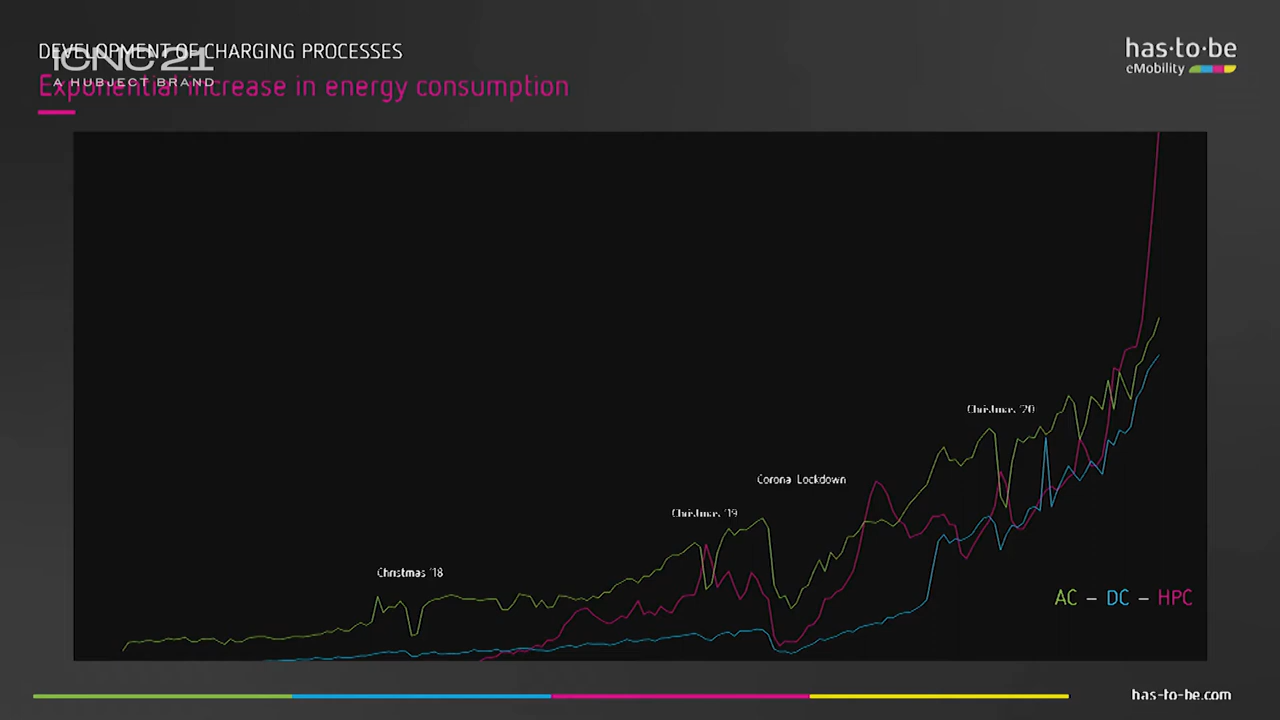 DEVELOPMENT OF CHARGING PROCESSES
ICNC21
A HUBJECT BRAND
Exponential increase in energy consumption
has·to·be
eMobility
Christmas '20
Corona Lockdown
Christmas '19
Christmas '18
AC – DC – HPC
has-to-be.com